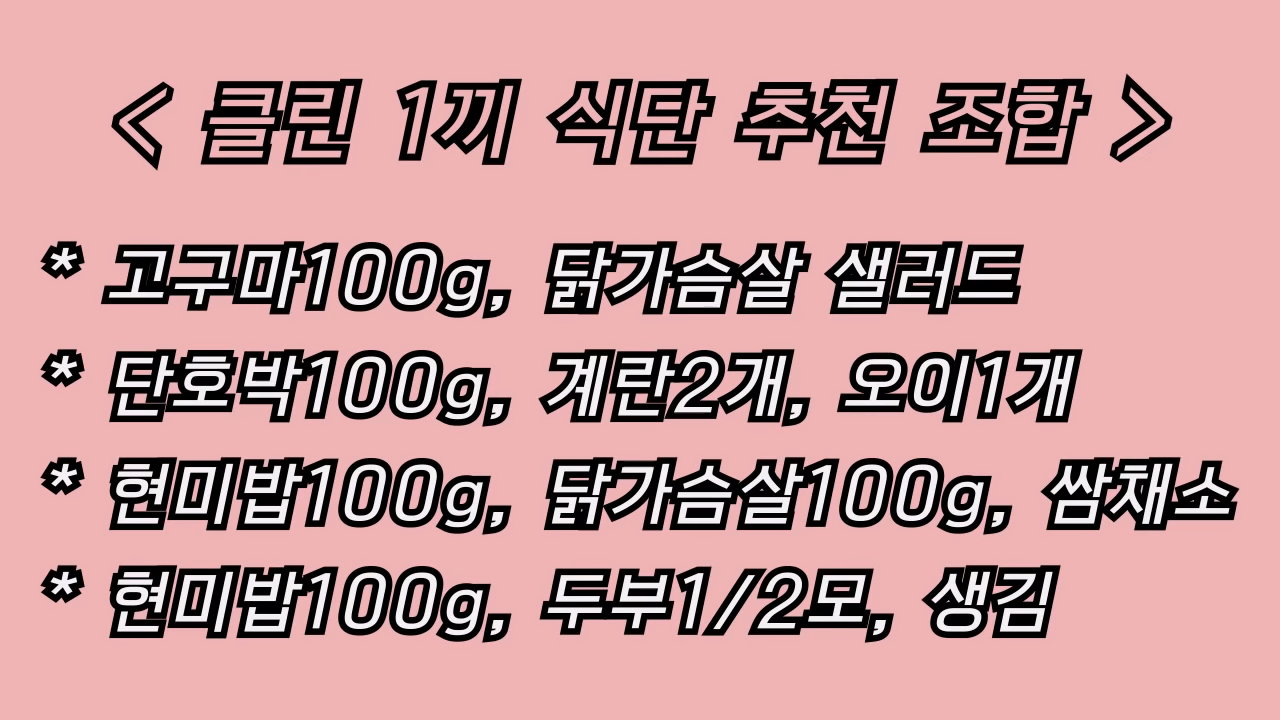 < 클린 1끼 식단 추천 조합 >
* 고구마100g, 닭가슴살 샐러드
* 단호박100g, 계란2개, 오이1개
* 현미밥100g, 닭가슴살100g, 쌈채소
* 현미밥100g, 두부1/2모, 생김